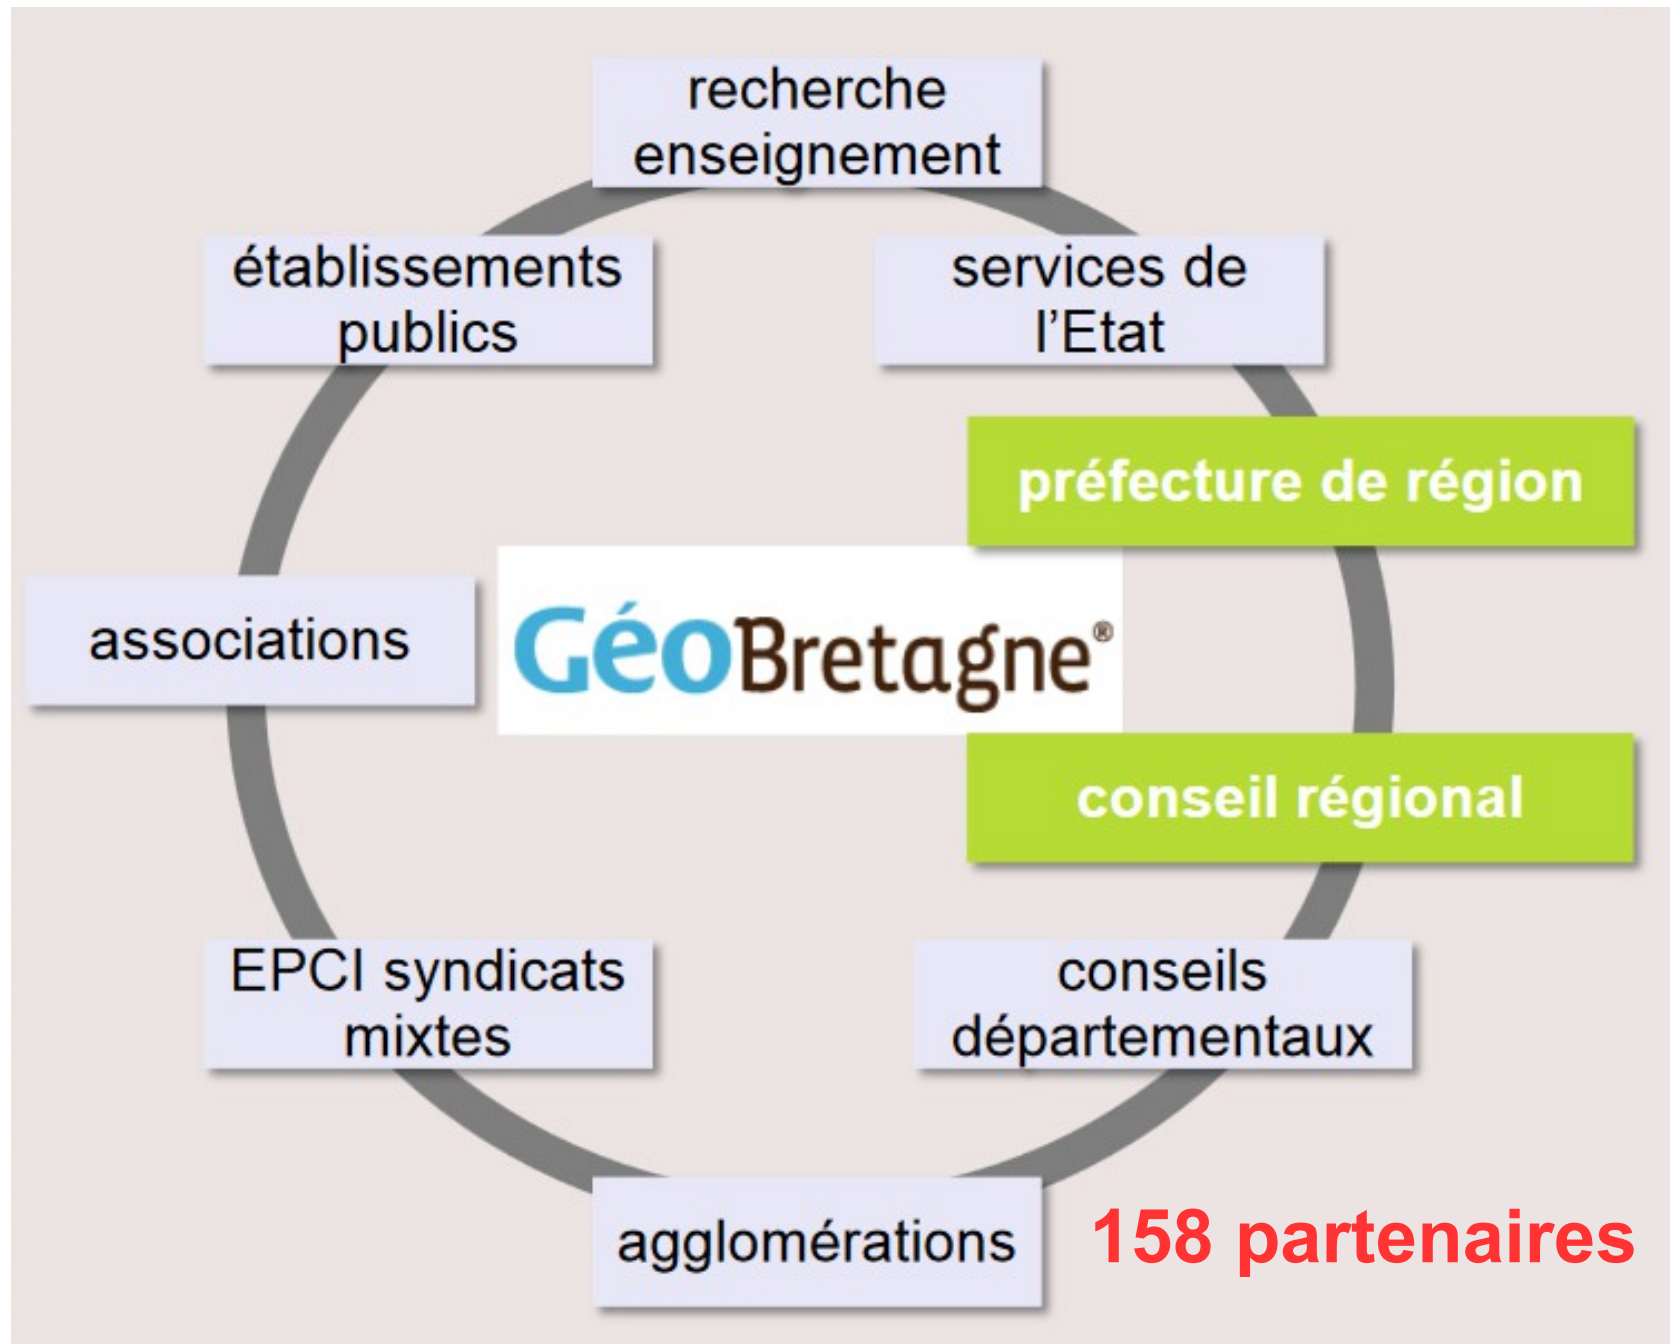 recherche
enseignement
établissements
publics
services de
l’Etat
préfecture de région
associations
GéoBretagne®
conseil régional
EPCI syndicats
mixtes
conseils
départementaux
agglomérations
158 partenaires